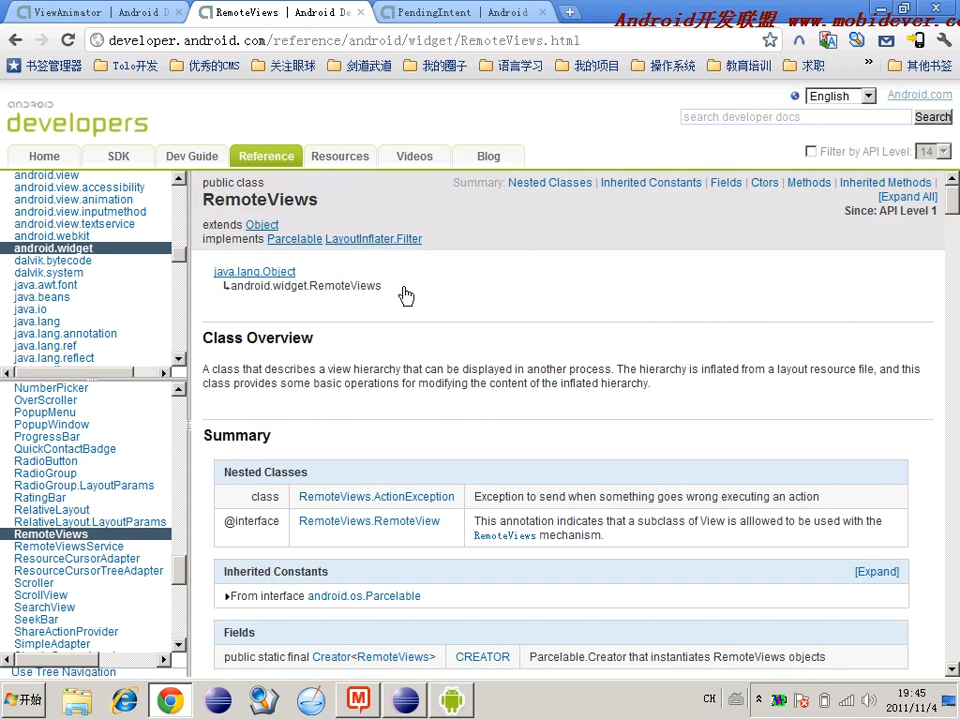 ViewAnimator | Android D
RemoteViews | Android De
PendingIntent | Android
Android开发联盟 www.mobidever.com
developer.android.com/reference/android/widget/RemoteViews.html
书签管理器 Tolo开发 优秀的CMS 关注眼球 剑道武道 我的圈子 语言学习 我的项目 操作系统 教育培训 求职 » 其他书签
English Android.com
android
developers
search developer docs Search
Home SDK Dev Guide Reference Resources Videos Blog
Filter by API Level: 14
android.view
android.view.accessibility
android.view.animation
android.view.inputmethod
android.view.textservice
android.webkit
android.widget
dalvik.bytecode
dalvik.system
java.awt.font
java.beans
java.io
java.lang
java.lang.annotation
java.lang.ref
java.lang.reflect
NumberPicker
OverScroller
PopupMenu
PopupWindow
ProgressBar
QuickContactBadge
RadioButton
RadioGroup
RadioGroup.LayoutParams
RatingBar
RelativeLayout
RelativeLayout.LayoutParams
RemoteViews
RemoteViewsService
ResourceCursorAdapter
ResourceCursorTreeAdapter
Scroller
ScrollView
SearchView
SeekBar
ShareActionProvider
SimpleAdapter
Use Tree Navigation
public class
RemoteViews
extends Object
implements Parcelable LayoutInflater.Filter
Summary: Nested Classes | Inherited Constants | Fields | Ctors | Methods | Inherited Methods |
[Expand All]
Since: API Level 1
java.lang.Object
↳android.widget.RemoteViews
Class Overview
A class that describes a view hierarchy that can be displayed in another process. The hierarchy is inflated from a layout resource file, and this
class provides some basic operations for modifying the content of the inflated hierarchy.
Summary
Nested Classes
class RemoteViews.ActionException Exception to send when something goes wrong executing an action
@interface RemoteViews.RemoteView This annotation indicates that a subclass of View is alllowed to be used with the
RemoteViews mechanism.
Inherited Constants [Expand]
From interface android.os.Parcelable
Fields
public static final Creator<RemoteViews> CREATOR Parcelable.Creator that instantiates RemoteViews objects
开始
CH
19:45
2011/11/4